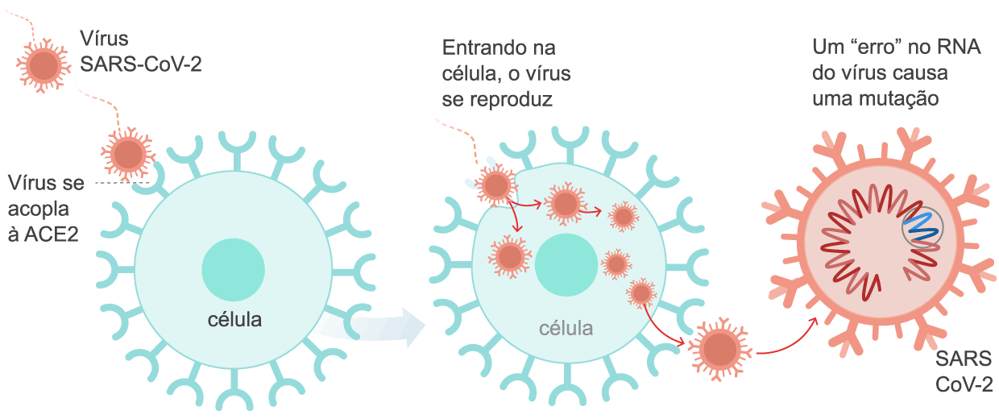 Vírus
SARS-CoV-2
Vírus se
acopla
à ACE2
célula
Entrando na
célula, o vírus
se reproduz
célula
Um “erro” no RNA
do vírus causa
uma mutação
SARS
CoV-2